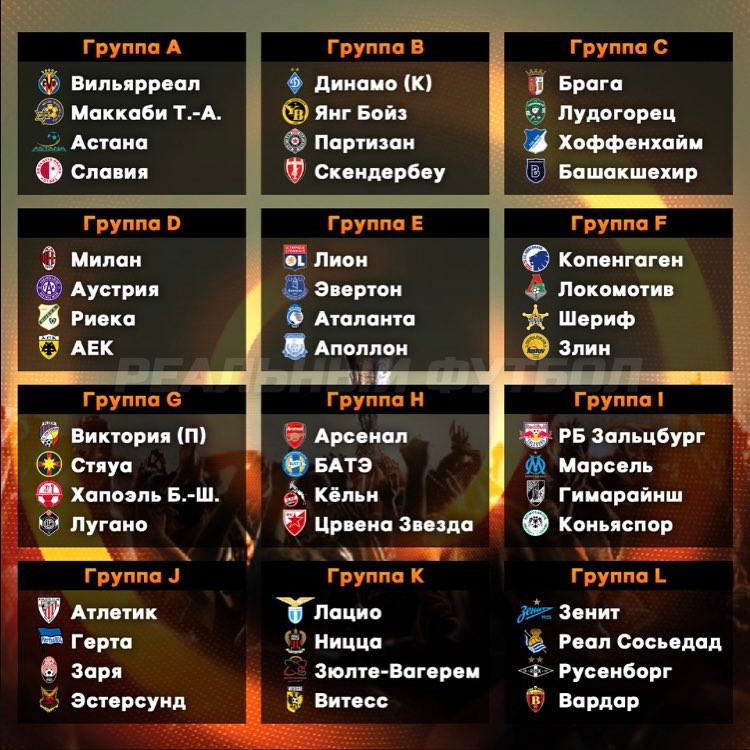 Группа A
Вильярреал
Маккаби Т.-А.
Астана
Славия
Группа B
Динамо (К)
Янг Бойз
Партизан
Скендербеу
Группа C
Брага
Лудогорец
Хоффенхайм
Башакшехир
Группа D
Милан
Аустрия
Риека
АЕК
Группа E
Лион
Эвертон
Аталанта
Аполлон
Группа F
Копенгаген
Локомотив
Шериф
Злин
РЕАЛЬНЫЙ ФУТБОЛ
Группа G
Виктория (П)
Стяуа
Хапоэль Б.-Ш.
Лугано
Группа H
Арсенал
БАТЭ
Кёльн
Црвена Звезда
Группа I
РБ Зальцбург
Марсель
Гимарайнш
Коньяспор
Группа J
Атлетик
Герта
Заря
Эстерсунд
Группа K
Лацио
Ницца
Зюлте-Вагерем
Витесс
Группа L
Зенит
Реал Сосьедад
Русенборг
Вардар